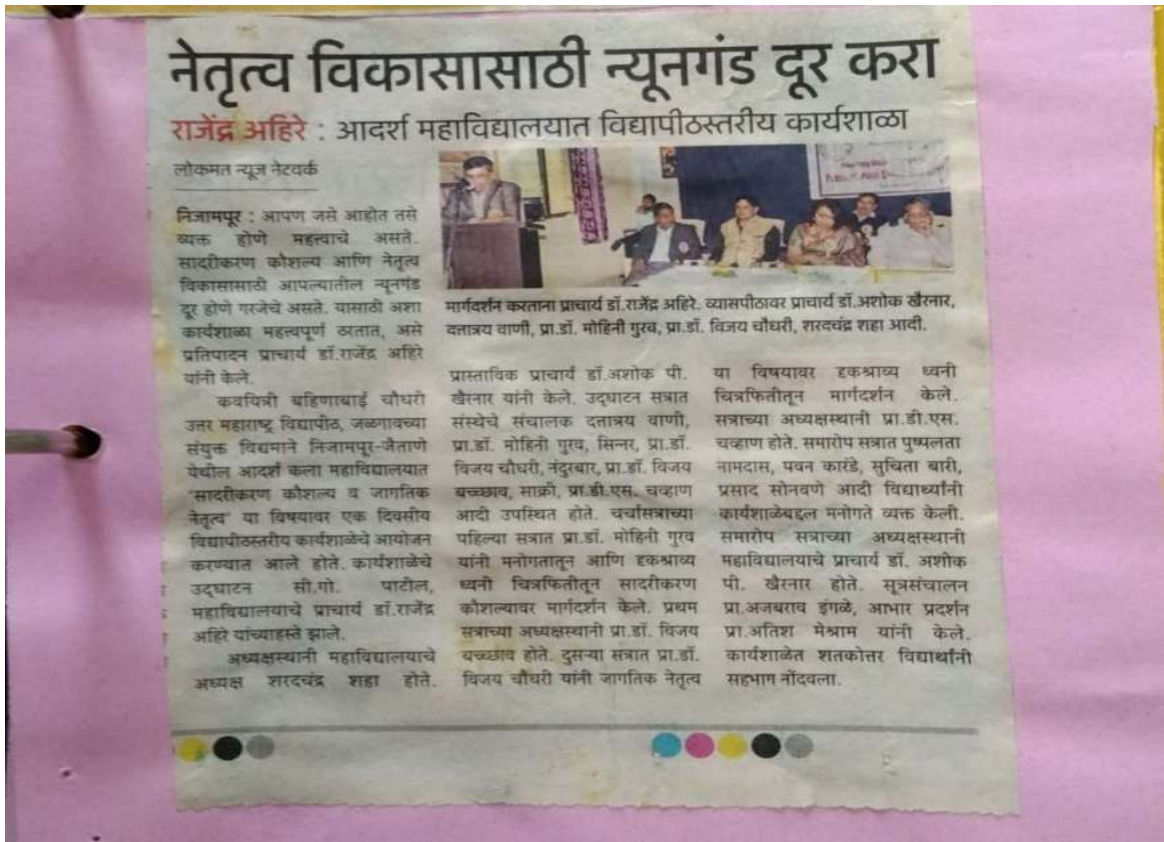 नेतृत्व विकासासाठी न्यूनगंड दूर करा
राजेंद्र अहिरे : आदर्श महाविद्यालयात विद्यापीठस्तरीय कार्यशाळा
लोकमत न्यूज नेटवर्क
निजामपूर : आपण जसे आहोत तसे
व्यक्त होणे महत्त्वाचे असते.
सादरीकरण कौशल्य आणि नेतृत्व
विकासासाठी आपल्यातील न्यूनगंड
दूर होणे गरजेचे असते. यासाठी अशा
कार्यशाळा महत्त्वपूर्ण ठरतात, असे
प्रतिपादन प्राचार्य डॉ.राजेंद्र अहिरे
यांनी केले.
कवयित्री बहिणाबाई चौधरी
उत्तर महाराष्ट्र विद्यापीठ, जळगावच्या
संयुक्त विद्यमाने निजामपूर-जैताणे
येथील आदर्श कला महाविद्यालयात
'सादरीकरण कौशल्य व जागतिक
नेतृत्व' या विषयावर एक दिवसीय
विद्यापीठस्तरीय कार्यशाळेचे आयोजन
करण्यात आले होते. कार्यशाळेचे
उद्घाटन सी.गो. पाटील,
महाविद्यालयाचे प्राचार्य डॉ.राजेंद्र
अहिरे यांच्याहस्ते झाले.
अध्यक्षस्थानी महाविद्यालयाचे
अध्यक्ष शरदचंद्र शहा होते.
मार्गदर्शन करताना प्राचार्य डॉ.राजेंद्र अहिरे. व्यासपीठावर प्राचार्य डॉ.अशोक खैरनार,
दत्तात्रय वाणी, प्रा.डॉ. मोहिनी गुरव, प्रा.डॉ. विजय चौधरी, शरदचंद्र शहा आदी.
प्रास्ताविक प्राचार्य डॉ.अशोक पी.
खैरनार यांनी केले. उद्घाटन सत्रात
संस्थेचे संचालक दत्तात्रय वाणी,
प्रा.डॉ. मोहिनी गुरव, सिन्नर, प्रा.डॉ.
विजय चौधरी, नंदुरबार, प्रा.डॉ. विजय
बच्छाव, साक्री, प्रा.डी.एस. चव्हाण
आदी उपस्थित होते. चर्चासत्राच्या
पहिल्या सत्रात प्रा.डॉ. मोहिनी गुरव
यांनी मनोगतातून आणि दृकश्राव्य
ध्वनी चित्रफितीतून सादरीकरण
कौशल्यावर मार्गदर्शन केले. प्रथम
सत्राच्या अध्यक्षस्थानी प्रा.डॉ. विजय
बच्छाव होते. दुसऱ्या सत्रात प्रा.डॉ.
विजय चौधरी यांनी जागतिक नेतृत्व
या विषयावर दृकश्राव्य ध्वनी
चित्रफितीतून मार्गदर्शन केले.
सत्राच्या अध्यक्षस्थानी प्रा.डी.एस.
चव्हाण होते. समारोप सत्रात पुष्पलता
नामदास, पवन कारंडे, सुचिता बारी,
प्रसाद सोनवणे आदी विद्यार्थ्यांनी
कार्यशाळेबद्दल मनोगते व्यक्त केली.
समारोप सत्राच्या अध्यक्षस्थानी
महाविद्यालयाचे प्राचार्य डॉ. अशोक
पी. खैरनार होते. सूत्रसंचालन
प्रा.अजबराव इंगळे, आभार प्रदर्शन
प्रा.अतिश मेश्राम यांनी केले.
कार्यशाळेत शतकोत्तर विद्यार्थांनी
सहभाग नोंदवला.